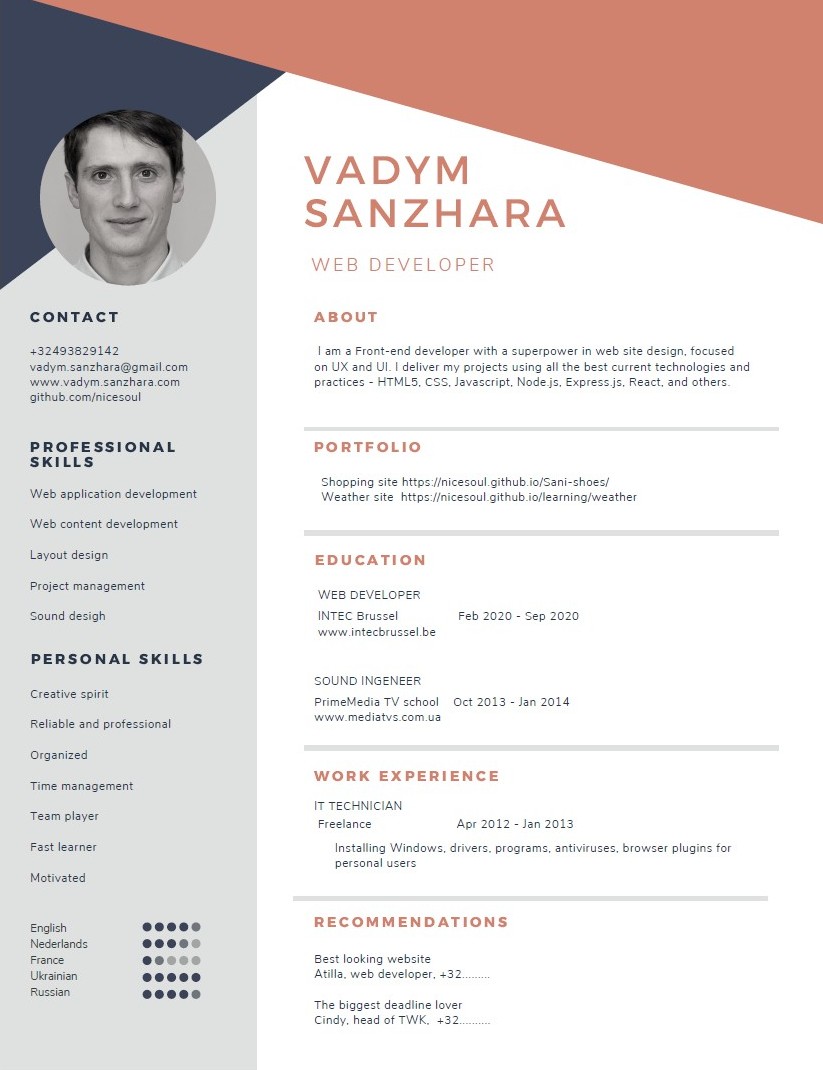 VADYM
SANZHARA
WEB DEVELOPER
CONTACT
+32493829142
vadym.sanzhara@gmail.com
www.vadym.sanzhara.com
github.com/nicesoul
PROFESSIONAL
SKILLS
Web application development
Web content development
Layout design
Project management
Sound desigh
PERSONAL SKILLS
Creative spirit
Reliable and professional
Organized
Time management
Team player
Fast learner
Motivated
English
Nederlands
France
Ukrainian
Russian
ABOUT
I am a Front-end developer with a superpower in web site design, focused
on UX and UI. I deliver my projects using all the best current technologies and
practices - HTML5, CSS, Javascript, Node.js, Express.js, React, and others.
PORTFOLIO
Shopping site https://nicesoul.github.io/Sani-shoes/
Weather site https://nicesoul.github.io/learning/weather
EDUCATION
WEB DEVELOPER
INTEC Brussel Feb 2020 - Sep 2020
www.intecbrussel.be
SOUND INGENEER
PrimeMedia TV school Oct 2013 - Jan 2014
www.mediatvs.com.ua
WORK EXPERIENCE
IT TECHNICIAN
Freelance Apr 2012 - Jan 2013
Installing Windows, drivers, programs, antiviruses, browser plugins for
personal users
RECOMMENDATIONS
Best looking website
Atilla, web developer, +32.........
The biggest deadline lover
Cindy, head of TWK, +32..........